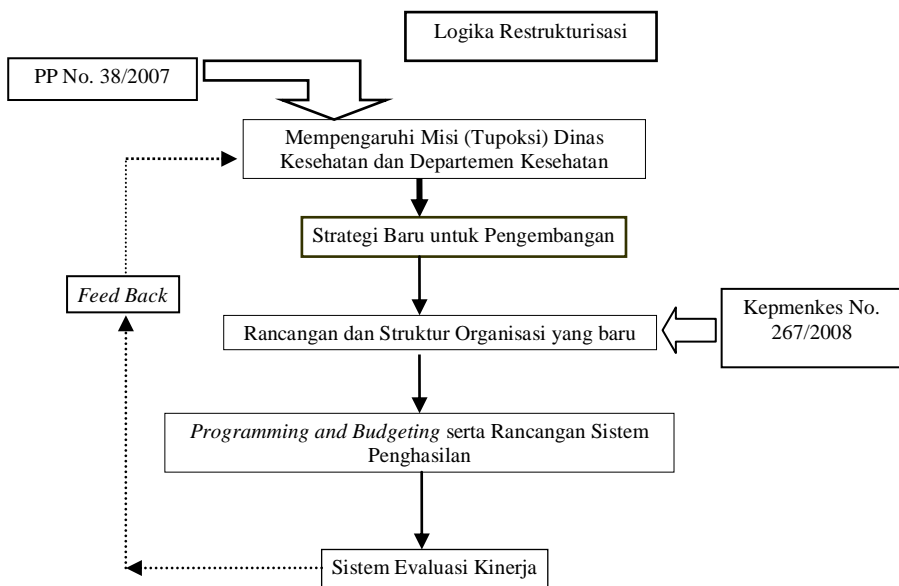 Logika Restrukturisasi
PP No. 38/2007
Mempengaruhi Misi (Tupoksi) Dinas
Kesehatan dan Departemen Kesehatan
Strategi Baru untuk Pengembangan
Feed Back
Rancangan dan Struktur Organisasi yang baru
Kepmenkes No.
267/2008
Programming and Budgeting serta Rancangan Sistem
Penghasilan
Sistem Evaluasi Kinerja